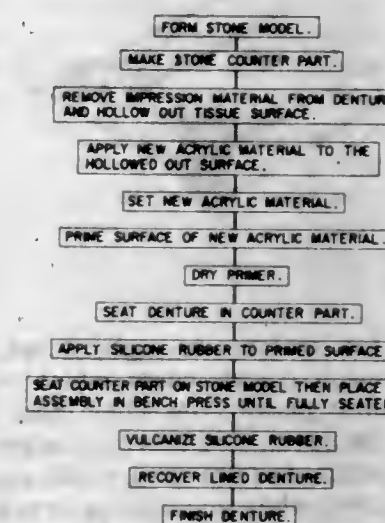 FORM STONE MODEL.
MAKE STONE COUNTER PART.
REMOVE IMPRESSION MATERIAL FROM DENTUR
AND HOLLOW OUT TISSUE SURFACE.
APPLY NEW ACRYLIC MATERIAL TO THE
HOLLOWED OUT SURFACE.
SET NEW ACRYLIC MATERIAL.
PRIME SURFACE OF NEW ACRYLIC MATERIAL.
DRY PRIMER.
SEAT DENTURE IN COUNTER PART.
APPLY SILICONE RUBBER TO PRIMED SURFACE
SEAT COUNTER PART ON STONE MODEL THEN PLACE
ASSEMBLY IN BENCH PRESS UNTIL FULLY SEATE
VULCANIZE SILICONE RUBBER.
RECOVER LINED DENTURE.
FINISH DENTURE.